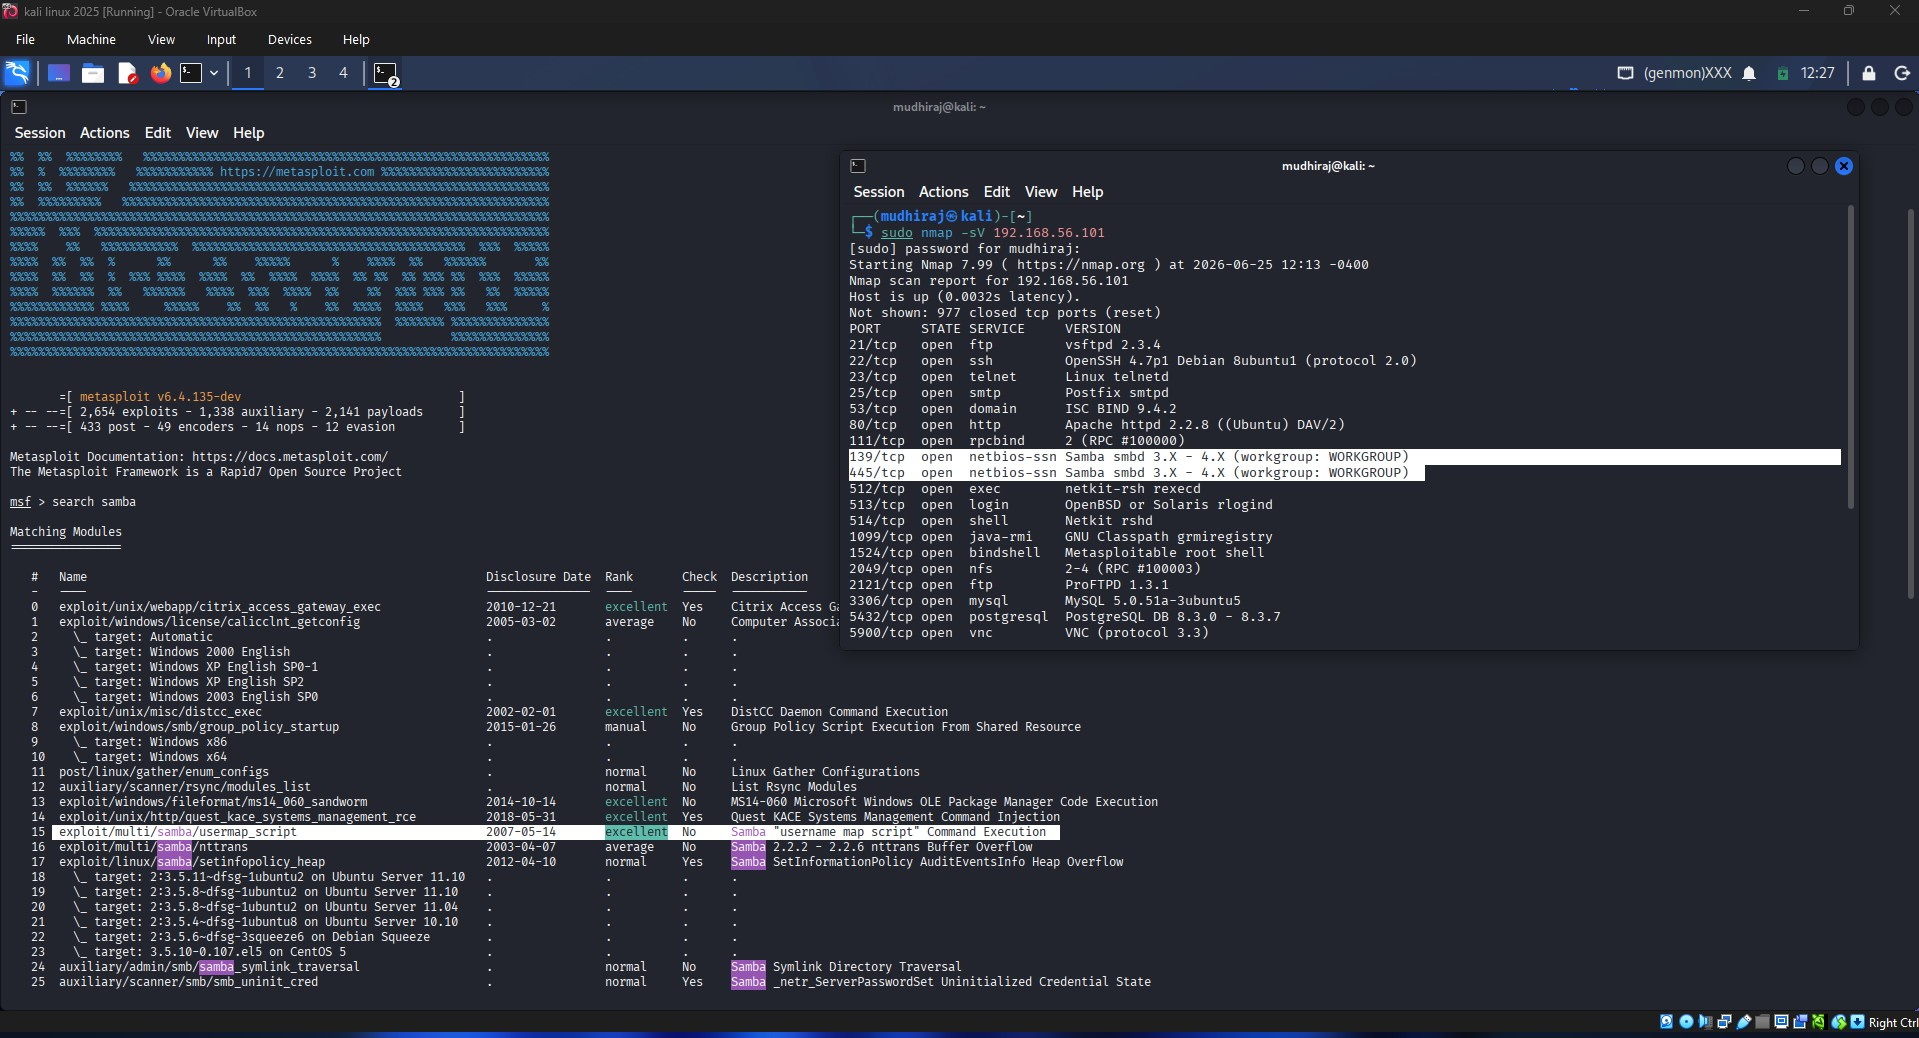 kali linux 2025 [Running] - Oracle VirtualBox
File Machine View Input Devices Help
1 2 3 4 2 (genmon)XXX 12:27
mudhiraj@kali: ~
Session Actions Edit View Help
https://metasploit.com
=[ metasploit v6.4.135-dev ]
+ -- --=[ 2,654 exploits - 1,338 auxiliary - 2,141 payloads ]
+ -- --=[ 433 post - 49 encoders - 14 nops - 12 evasion ]
Metasploit Documentation: https://docs.metasploit.com/
The Metasploit Framework is a Rapid7 Open Source Project
msf > search samba
Matching Modules
================
# Name Disclosure Date Rank Check Description
- ---- --------------- ---- ----- -----------
0 exploit/unix/webapp/citrix_access_gateway_exec 2010-12-21 excellent Yes Citrix Access Ga
1 exploit/windows/license/calicclnt_getconfig 2005-03-02 average No Computer Associa
2 \_ target: Automatic . . . .
3 \_ target: Windows 2000 English . . . .
4 \_ target: Windows XP English SP0-1 . . . .
5 \_ target: Windows XP English SP2 . . . .
6 \_ target: Windows 2003 English SP0 . . . .
7 exploit/unix/misc/distcc_exec 2002-02-01 excellent Yes DistCC Daemon Command Execution
8 exploit/windows/smb/group_policy_startup 2015-01-26 manual No Group Policy Script Execution From Shared Resource
9 \_ target: Windows x86 . . . .
10 \_ target: Windows x64 . . . .
11 post/linux/gather/enum_configs . normal No Linux Gather Configurations
12 auxiliary/scanner/rsync/modules_list . normal No List Rsync Modules
13 exploit/windows/fileformat/ms14_060_sandworm 2014-10-14 excellent No MS14-060 Microsoft Windows OLE Package Manager Code Execution
14 exploit/unix/http/quest_kace_systems_management_rce 2018-05-31 excellent Yes Quest KACE Systems Management Command Injection
15 exploit/multi/samba/usermap_script 2007-05-14 excellent No Samba "username map script" Command Execution
16 exploit/multi/samba/nttrans 2003-04-07 average No Samba 2.2.2 - 2.2.6 nttrans Buffer Overflow
17 exploit/linux/samba/setinfopolicy_heap 2012-04-10 normal Yes Samba SetInformationPolicy AuditEventsInfo Heap Overflow
18 \_ target: 2:3.5.11~dfsg-1ubuntu2 on Ubuntu Server 11.10 . . . .
19 \_ target: 2:3.5.8~dfsg-1ubuntu2 on Ubuntu Server 11.10 . . . .
20 \_ target: 2:3.5.8~dfsg-1ubuntu2 on Ubuntu Server 11.04 . . . .
21 \_ target: 2:3.5.4~dfsg-1ubuntu8 on Ubuntu Server 10.10 . . . .
22 \_ target: 2:3.5.6~dfsg-3squeeze6 on Debian Squeeze . . . .
23 \_ target: 3.5.10-0.107.el5 on CentOS 5 . . . .
24 auxiliary/admin/smb/samba_symlink_traversal . normal No Samba Symlink Directory Traversal
25 auxiliary/scanner/smb/smb_uninit_cred . normal Yes Samba _netr_ServerPasswordSet Uninitialized Credential State
mudhiraj@kali: ~
Session Actions Edit View Help
┌──(mudhiraj㉿kali)-[~]
└─$ sudo nmap -sV 192.168.56.101
[sudo] password for mudhiraj:
Starting Nmap 7.99 ( https://nmap.org ) at 2026-06-25 12:13 -0400
Nmap scan report for 192.168.56.101
Host is up (0.0032s latency).
Not shown: 977 closed tcp ports (reset)
PORT STATE SERVICE VERSION
21/tcp open ftp vsftpd 2.3.4
22/tcp open ssh OpenSSH 4.7p1 Debian 8ubuntu1 (protocol 2.0)
23/tcp open telnet Linux telnetd
25/tcp open smtp Postfix smtpd
53/tcp open domain ISC BIND 9.4.2
80/tcp open http Apache httpd 2.2.8 ((Ubuntu) DAV/2)
111/tcp open rpcbind 2 (RPC #100000)
139/tcp open netbios-ssn Samba smbd 3.X - 4.X (workgroup: WORKGROUP)
445/tcp open netbios-ssn Samba smbd 3.X - 4.X (workgroup: WORKGROUP)
512/tcp open exec netkit-rsh rexecd
513/tcp open login OpenBSD or Solaris rlogind
514/tcp open shell Netkit rshd
1099/tcp open java-rmi GNU Classpath grmiregistry
1524/tcp open bindshell Metasploitable root shell
2049/tcp open nfs 2-4 (RPC #100003)
2121/tcp open ftp ProFTPD 1.3.1
3306/tcp open mysql MySQL 5.0.51a-3ubuntu5
5432/tcp open postgresql PostgreSQL DB 8.3.0 - 8.3.7
5900/tcp open vnc VNC (protocol 3.3)
Right Ctrl